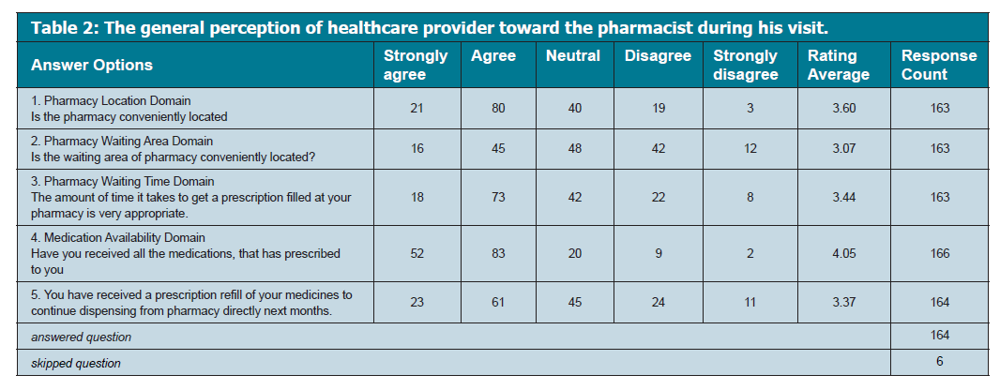 Table 2: The general perception of healthcare provider toward the pharmacist during his visit.
Answer Options Strongly agree Agree Neutral Disagree Strongly disagree Rating Average Response Count
1. Pharmacy Location Domain
Is the pharmacy conveniently located 21 80 40 19 3 3.60 163
2. Pharmacy Waiting Area Domain
Is the waiting area of pharmacy conveniently located? 16 45 48 42 12 3.07 163
3. Pharmacy Waiting Time Domain
The amount of time it takes to get a prescription filled at your 18 73 42 22 8 3.44 163
pharmacy is very appropriate.
4. Medication Availability Domain
Have you received all the medications, that has prescribed 52 83 20 9 2 4.05 166
to you
5. You have received a prescription refill of your medicines to
continue dispensing from pharmacy directly next months. 23 61 45 24 11 3.37 164
answered question 164
skipped question 6